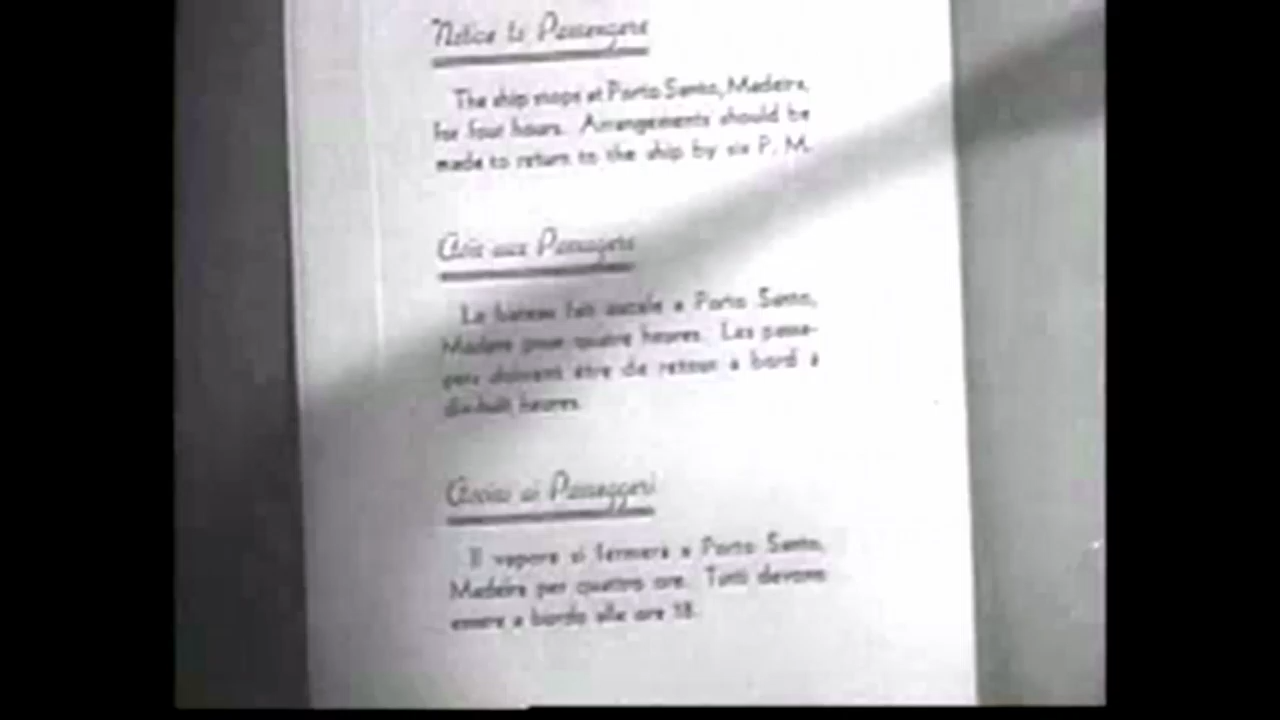 Notice to Passengers
The ship stops at Porto Santo, Madeira,
for four hours. Arrangements should be
made to return to the ship by six P. M.
Avis aux Passagers
Le bateau fait escale a Porto Santo,
Madere pour quatre heures. Les passa-
gers doivent être de retour a bord a
dix-huit heures.
Avviso ai Passeggeri
Il vapore si fermera a Porto Santo,
Madeira per quattro ore. Tutti devono
essere a bordo alle ore 18.